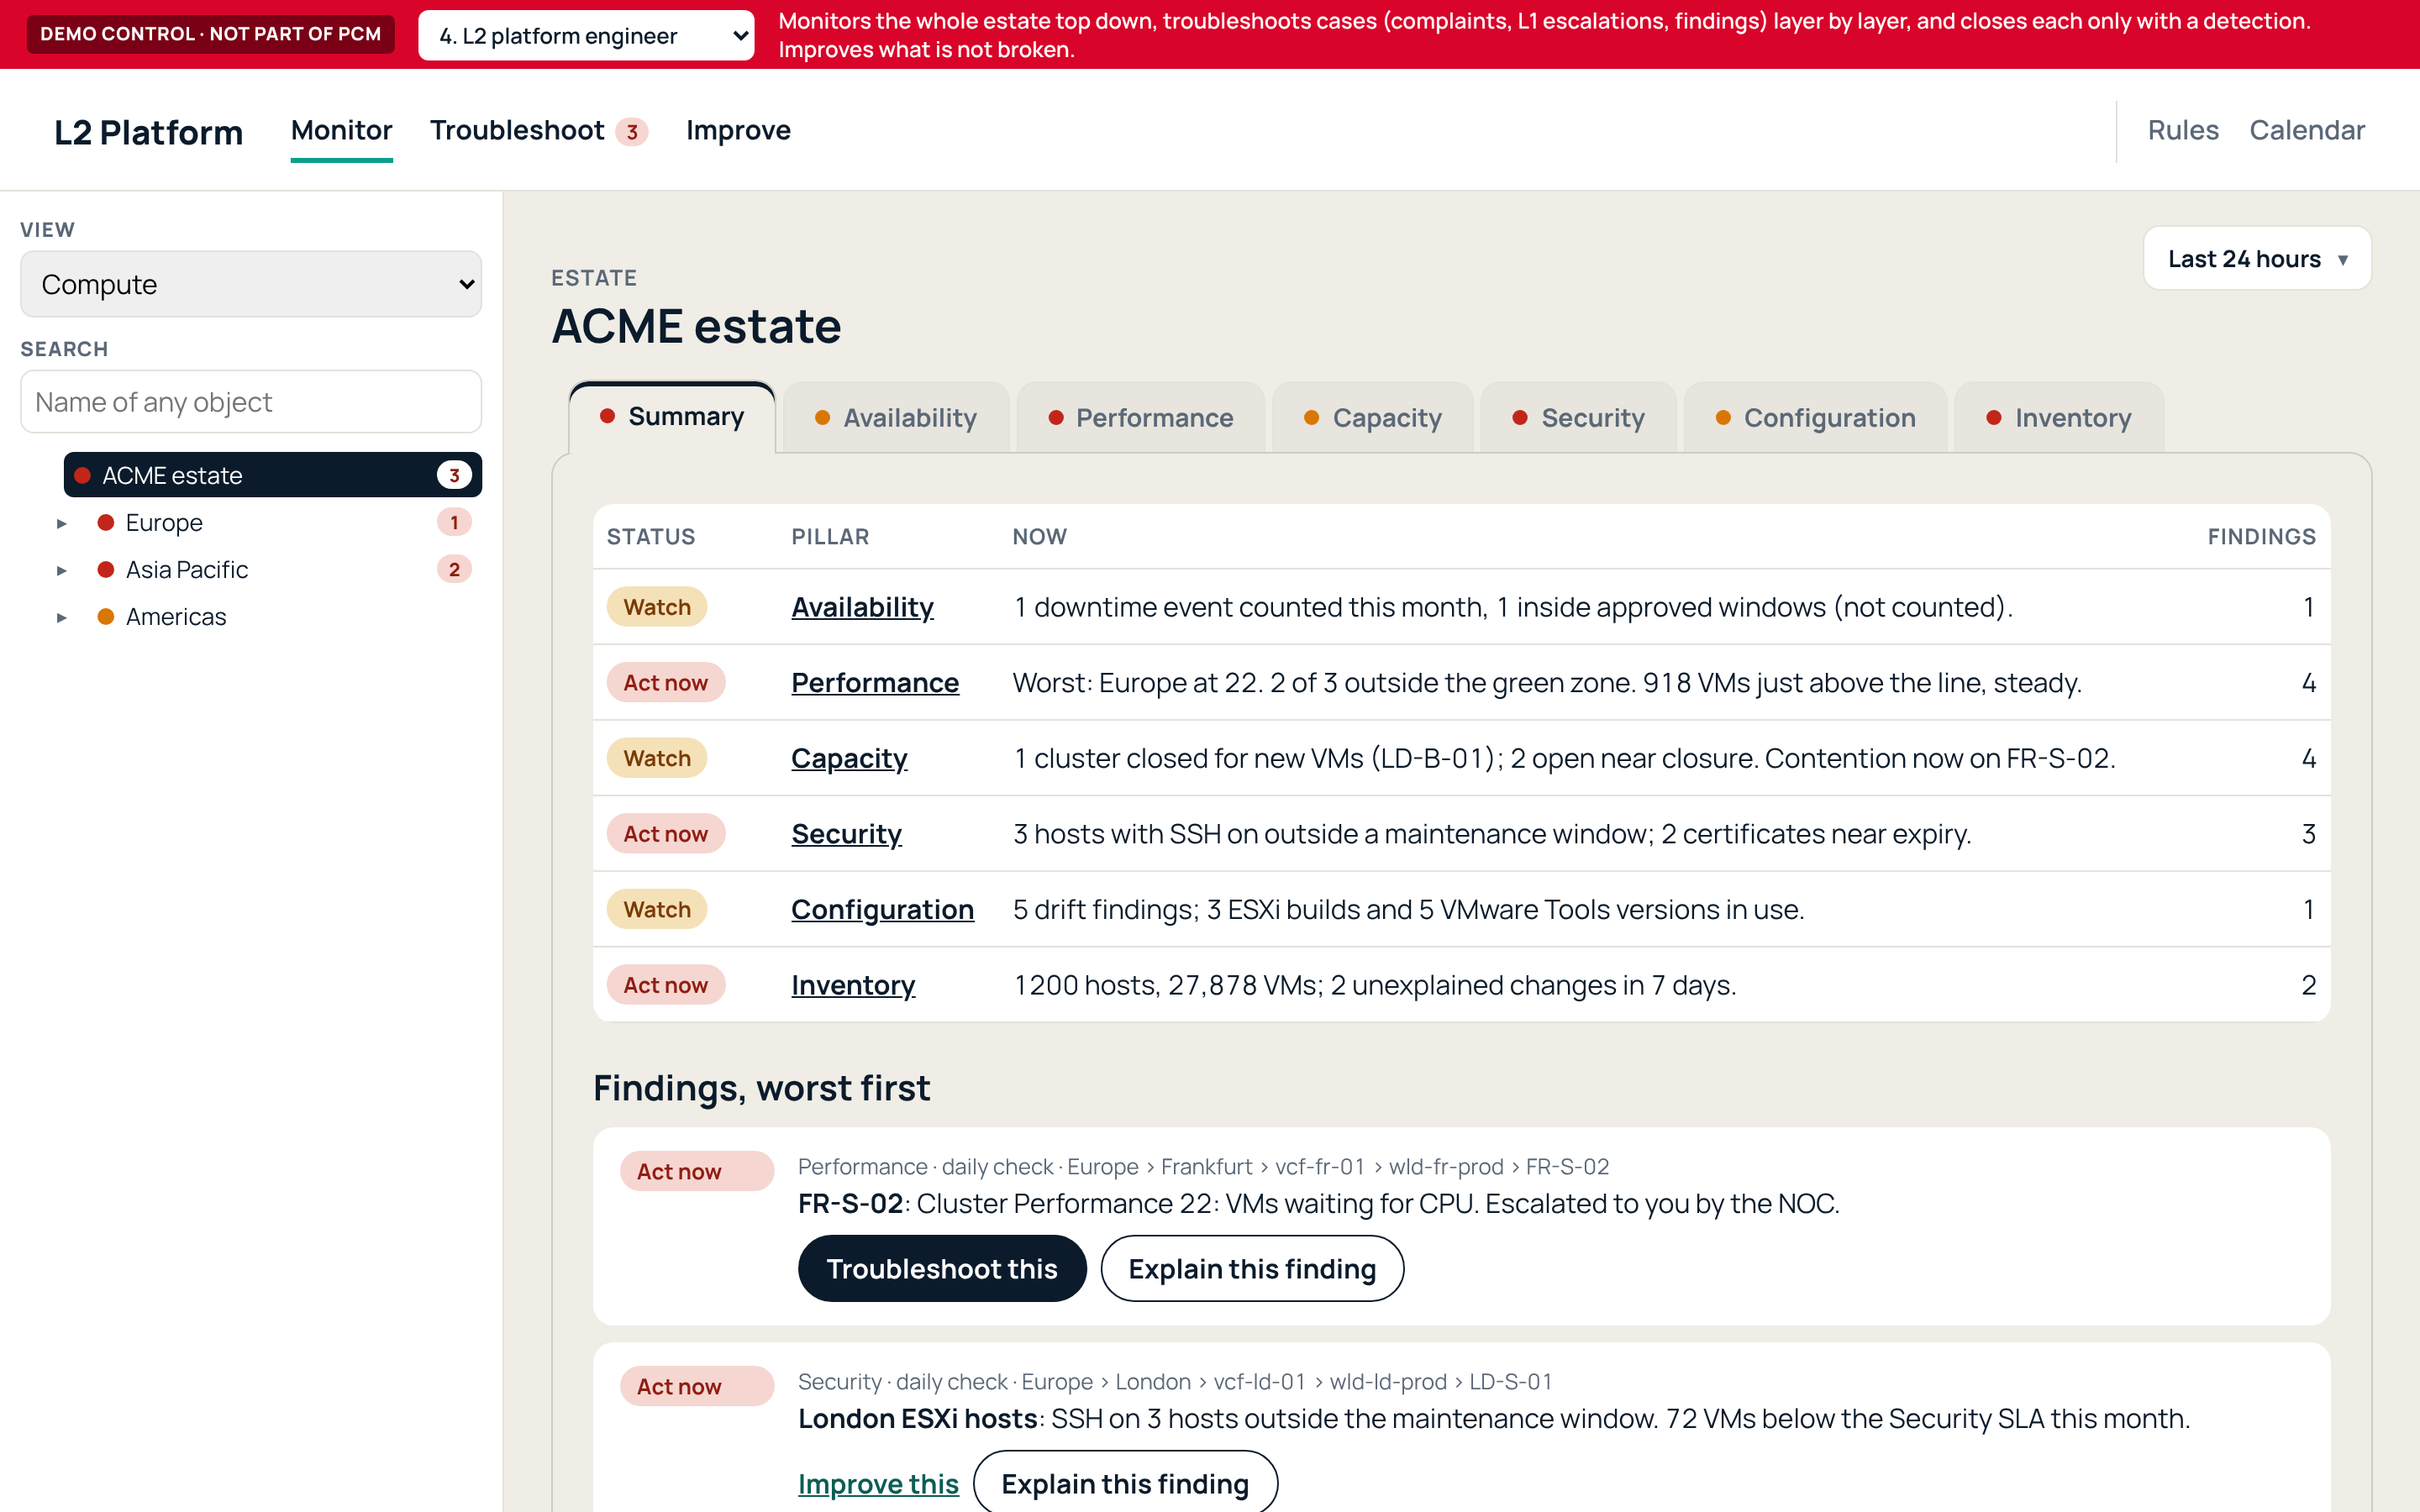 DEMO CONTROL · NOT PART OF PCM
4. L2 platform engineer
Monitors the whole estate top down, troubleshoots cases (complaints, L1 escalations, findings) layer by layer, and closes each only with a detection.
Improves what is not broken.
L2 Platform
Monitor
Troubleshoot 3
Improve
Rules
Calendar
VIEW
Compute
SEARCH
Name of any object
ACME estate 3
Europe 1
Asia Pacific 2
Americas
Last 24 hours
ESTATE
ACME estate
Summary
Availability
Performance
Capacity
Security
Configuration
Inventory
STATUS PILLAR NOW FINDINGS
Watch Availability 1 downtime event counted this month, 1 inside approved windows (not counted). 1
Act now Performance Worst: Europe at 22. 2 of 3 outside the green zone. 918 VMs just above the line, steady. 4
Watch Capacity 1 cluster closed for new VMs (LD-B-01); 2 open near closure. Contention now on FR-S-02. 4
Act now Security 3 hosts with SSH on outside a maintenance window; 2 certificates near expiry. 3
Watch Configuration 5 drift findings; 3 ESXi builds and 5 VMware Tools versions in use. 1
Act now Inventory 1200 hosts, 27,878 VMs; 2 unexplained changes in 7 days. 2
Findings, worst first
Act now
Performance · daily check · Europe › Frankfurt › vcf-fr-01 › wld-fr-prod › FR-S-02
FR-S-02: Cluster Performance 22: VMs waiting for CPU. Escalated to you by the NOC.
Troubleshoot this
Explain this finding
Act now
Security · daily check · Europe › London › vcf-ld-01 › wld-ld-prod › LD-S-01
London ESXi hosts: SSH on 3 hosts outside the maintenance window. 72 VMs below the Security SLA this month.
Improve this
Explain this finding